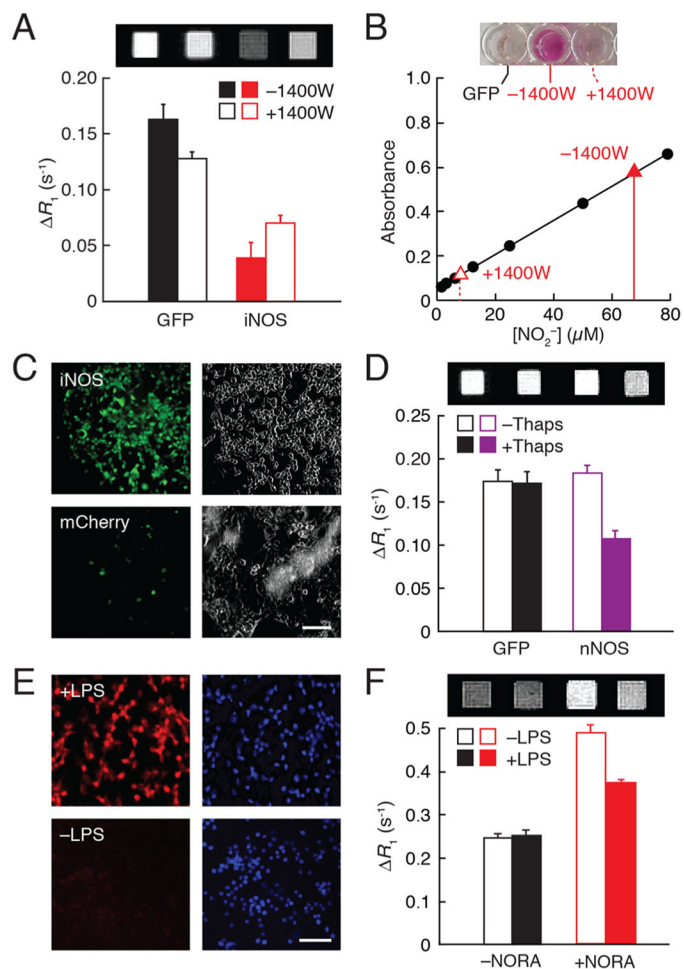 A
0.20
0.15
0.10
0.05
0
ΔR₁ (s⁻¹)
−1400W
+1400W
GFP
iNOS
B
GFP
−1400W
+1400W
1.0
0.8
0.6
0.4
0.2
0
Absorbance
−1400W
+1400W
0
20
40
60
80
[NO₂⁻] (µM)
C
iNOS
mCherry
D
0.25
0.20
0.15
0.10
0.05
0
ΔR₁ (s⁻¹)
−Thaps
+Thaps
GFP
nNOS
E
+LPS
−LPS
F
0.5
0.4
0.3
0.2
0.1
0
ΔR₁ (s⁻¹)
−LPS
+LPS
−NORA
+NORA